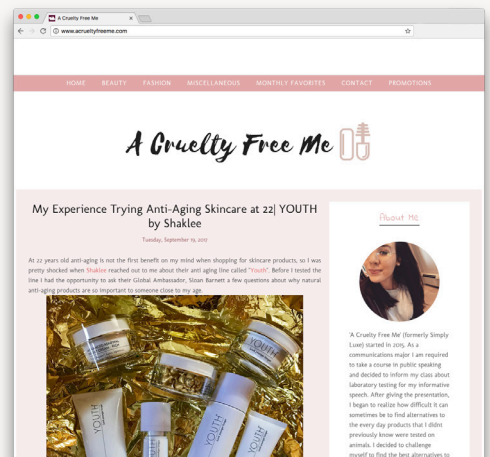 A Cruelty Free Me
www.acrueltyfreeme.com
HOME BEAUTY FASHION MISCELLANEOUS MONTHLY FAVORITES CONTACT PROMOTIONS
A Cruelty Free Me
My Experience Trying Anti-Aging Skincare at 22| YOUTH
by Shaklee
Tuesday, September 19, 2017
At 22 years old anti-aging is not the first benefit on my mind when shopping for skincare products, so I was
pretty shocked when Shaklee reached out to me about their anti aging line called "Youth". Before I tested the
line I had the opportunity to ask their Global Ambassador, Sloan Barnett a few questions about why natural
anti-aging products are so important to someone close to my age.
YOUTH
YOUTH
YOUTH
YOUTH
About Me
'A Cruelty Free Me' (formerly Simply
Luxe) started in 2015. As a
communications major I am required
to take a course in public speaking
and decided to inform my class about
laboratory testing for my informative
speech. After giving the presentation,
I began to realize how difficult it can
sometimes be to find alternatives to
the every day products that I didnt
previously know were tested on
animals. I decided to challenge
myself to find the best alternatives to